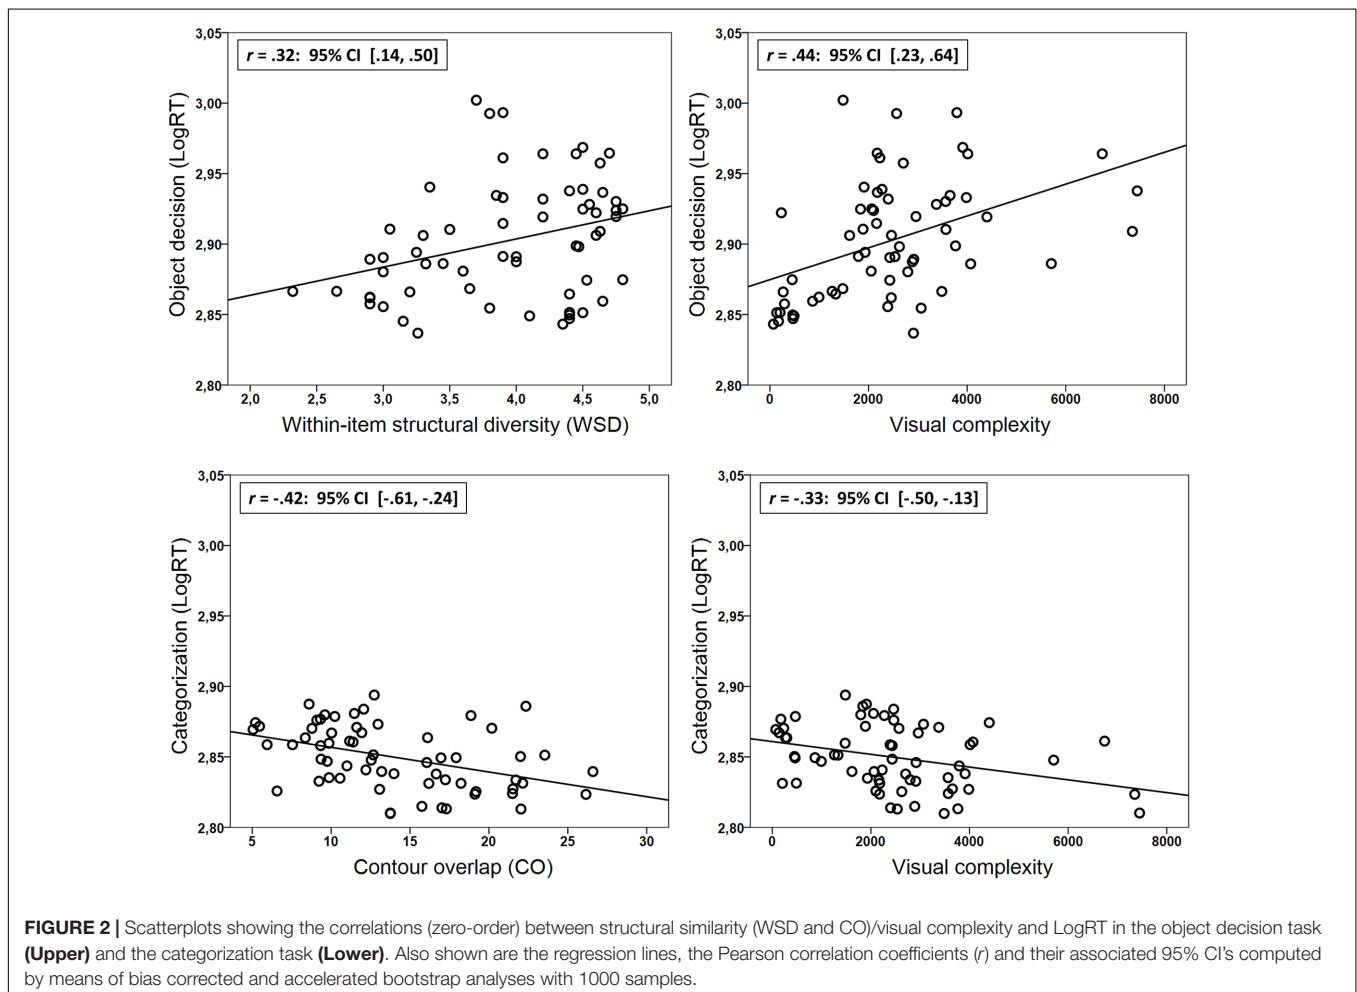 r = .32: 95% CI [.14, .50]
3,05
3,00
2,95
2,90
2,85
2,80
Object decision (LogRT)
2,0 2,5 3,0 3,5 4,0 4,5 5,0
Within-item structural diversity (WSD)
r = .44: 95% CI [.23, .64]
3,05
3,00
2,95
2,90
2,85
2,80
Object decision (LogRT)
0 2000 4000 6000 8000
Visual complexity
r = -.42: 95% CI [-.61, -.24]
3,05
3,00
2,95
2,90
2,85
2,80
Categorization (LogRT)
5 10 15 20 25 30
Contour overlap (CO)
r = -.33: 95% CI [-.50, -.13]
3,05
3,00
2,95
2,90
2,85
2,80
Categorization (LogRT)
0 2000 4000 6000 8000
Visual complexity
FIGURE 2 | Scatterplots showing the correlations (zero-order) between structural similarity (WSD and CO)/visual complexity and LogRT in the object decision task
(Upper) and the categorization task (Lower). Also shown are the regression lines, the Pearson correlation coefficients (r) and their associated 95% CI's computed
by means of bias corrected and accelerated bootstrap analyses with 1000 samples.